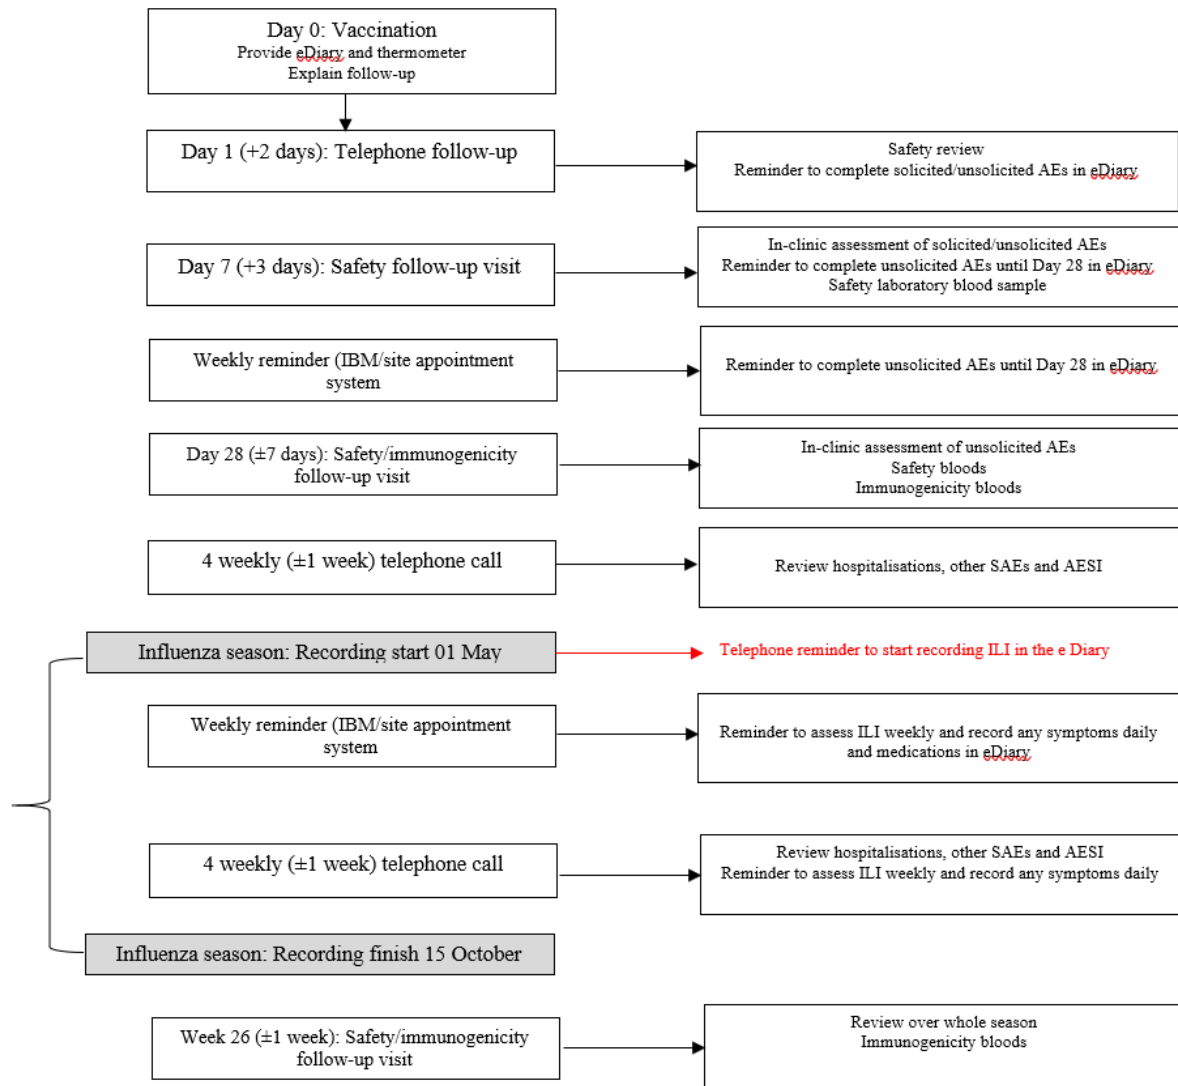 Day 0: Vaccination
Provide eDiary and thermometer
Explain follow-up
Day 1 (+2 days): Telephone follow-up
Safety review
Reminder to complete solicited/unsolicited AEs in eDiary
Day 7 (+3 days): Safety follow-up visit
In-clinic assessment of solicited/unsolicited AEs
Reminder to complete unsolicited AEs until Day 28 in eDiary
Safety laboratory blood sample
Weekly reminder (IBM/site appointment
system
Reminder to complete unsolicited AEs until Day 28 in eDiary
Day 28 (±7 days): Safety/immunogenicity
follow-up visit
In-clinic assessment of unsolicited AEs
Safety bloods
Immunogenicity bloods
4 weekly (±1 week) telephone call
Review hospitalisations, other SAEs and AESI
Influenza season: Recording start 01 May
Telephone reminder to start recording ILI in the e Diary
Weekly reminder (IBM/site appointment
system
Reminder to assess ILI weekly and record any symptoms daily
and medications in eDiary
4 weekly (±1 week) telephone call
Review hospitalisations, other SAEs and AESI
Reminder to assess ILI weekly and record any symptoms daily
Influenza season: Recording finish 15 October
Week 26 (±1 week): Safety/immunogenicity
follow-up visit
Review over whole season
Immunogenicity bloods